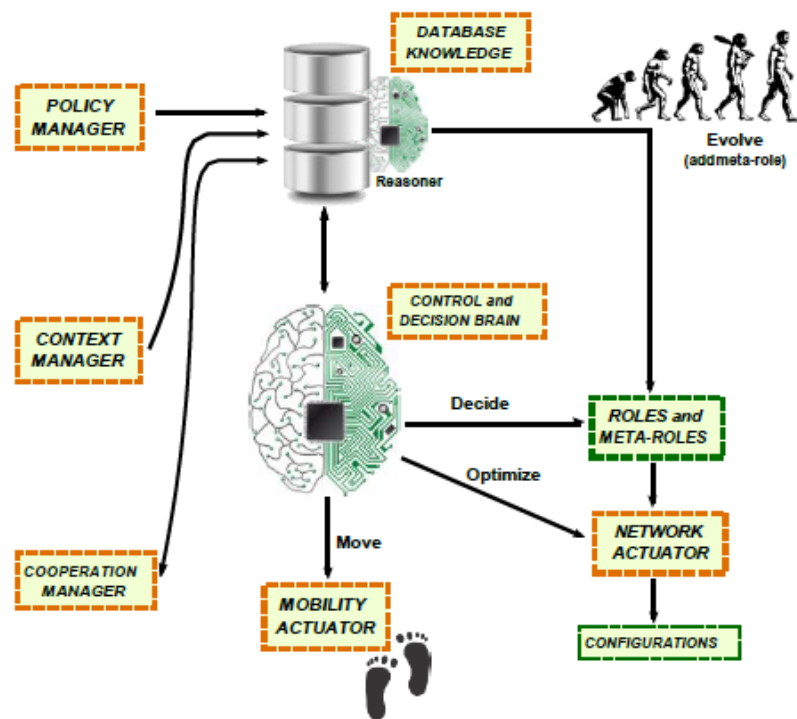 DATABASE
KNOWLEDGE
POLICY
MANAGER
Reasoner
Evolve
(addmeta-role)
CONTEXT
MANAGER
CONTROL and
DECISION BRAIN
Decide
ROLES and
META-ROLES
Optimize
NETWORK
ACTUATOR
Move
COOPERATION
MANAGER
MOBILITY
ACTUATOR
CONFIGURATIONS